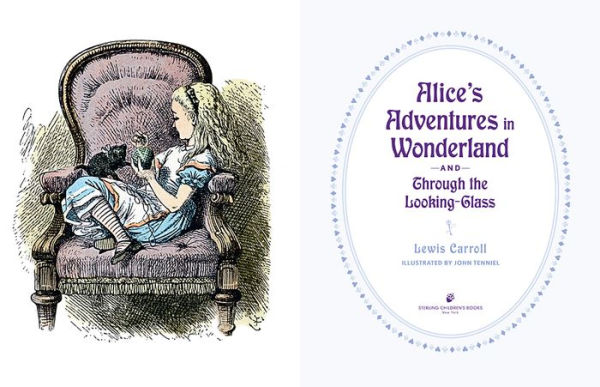 Alice's
Adventures in
Wonderland
—AND—
Through the
Looking-Glass
Lewis Carroll
ILLUSTRATED BY JOHN TENNIEL
STERLING CHILDREN'S BOOKS
New York